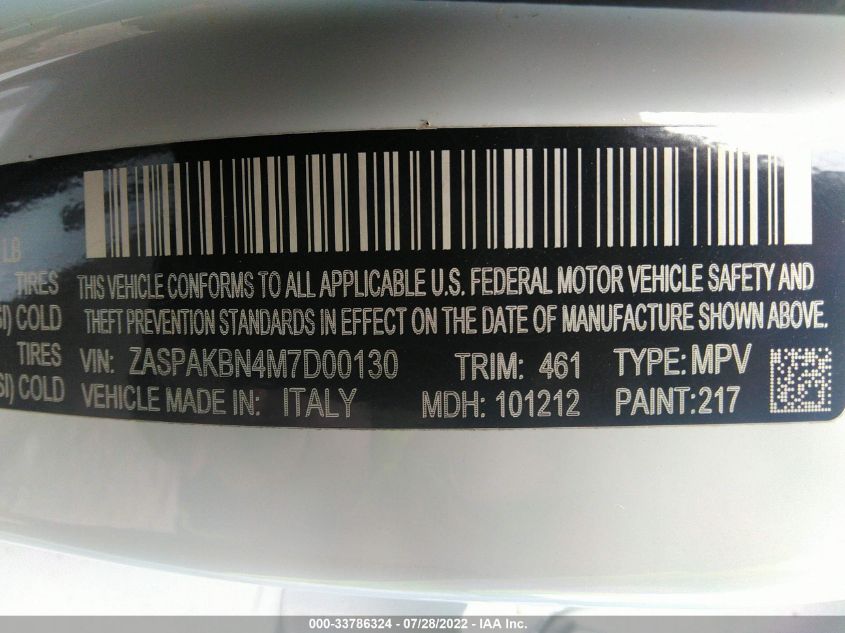 LB
TIRES THIS VEHICLE CONFORMS TO ALL APPLICABLE U.S. FEDERAL MOTOR VEHICLE SAFETY AND
SI) COLD THEFT PREVENTION STANDARDS IN EFFECT ON THE DATE OF MANUFACTURE SHOWN ABOVE.
TIRES VIN: ZASPAKBN4M7D00130 TRIM: 461 TYPE: MPV
SI) COLD VEHICLE MADE IN: ITALY MDH: 101212 PAINT:217
000-33786324 / 07/28/2022 - IAA Inc.